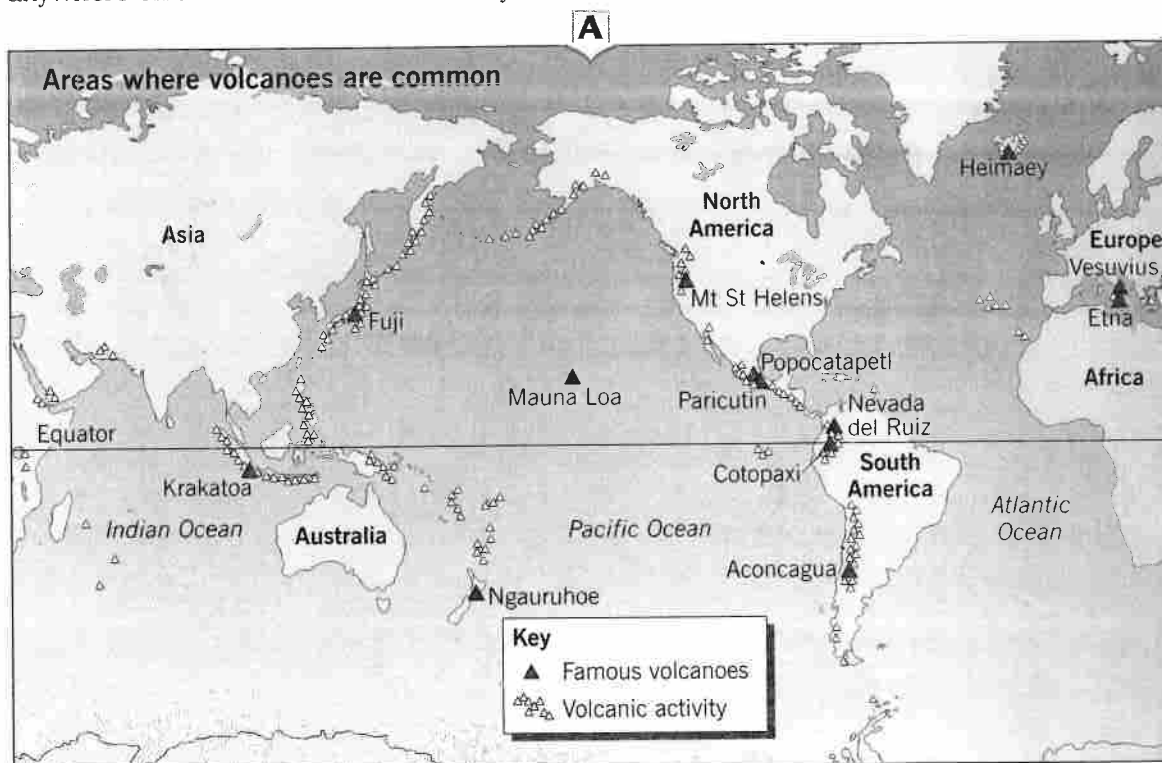 A
Areas where volcanoes are common
Heimaey
Asia
North
America
Europe
Vesuvius
Etna
Mt St Helens
Fuji
Popocatapetl
Mauna Loa
Paricutin
Africa
Nevada
del Ruiz
Equator
Cotopaxi
South
America
Krakatoa
Indian Ocean
Australia
Pacific Ocean
Atlantic
Ocean
Aconcagua
Ngauruhoe
Key
Famous volcanoes
Volcanic activity